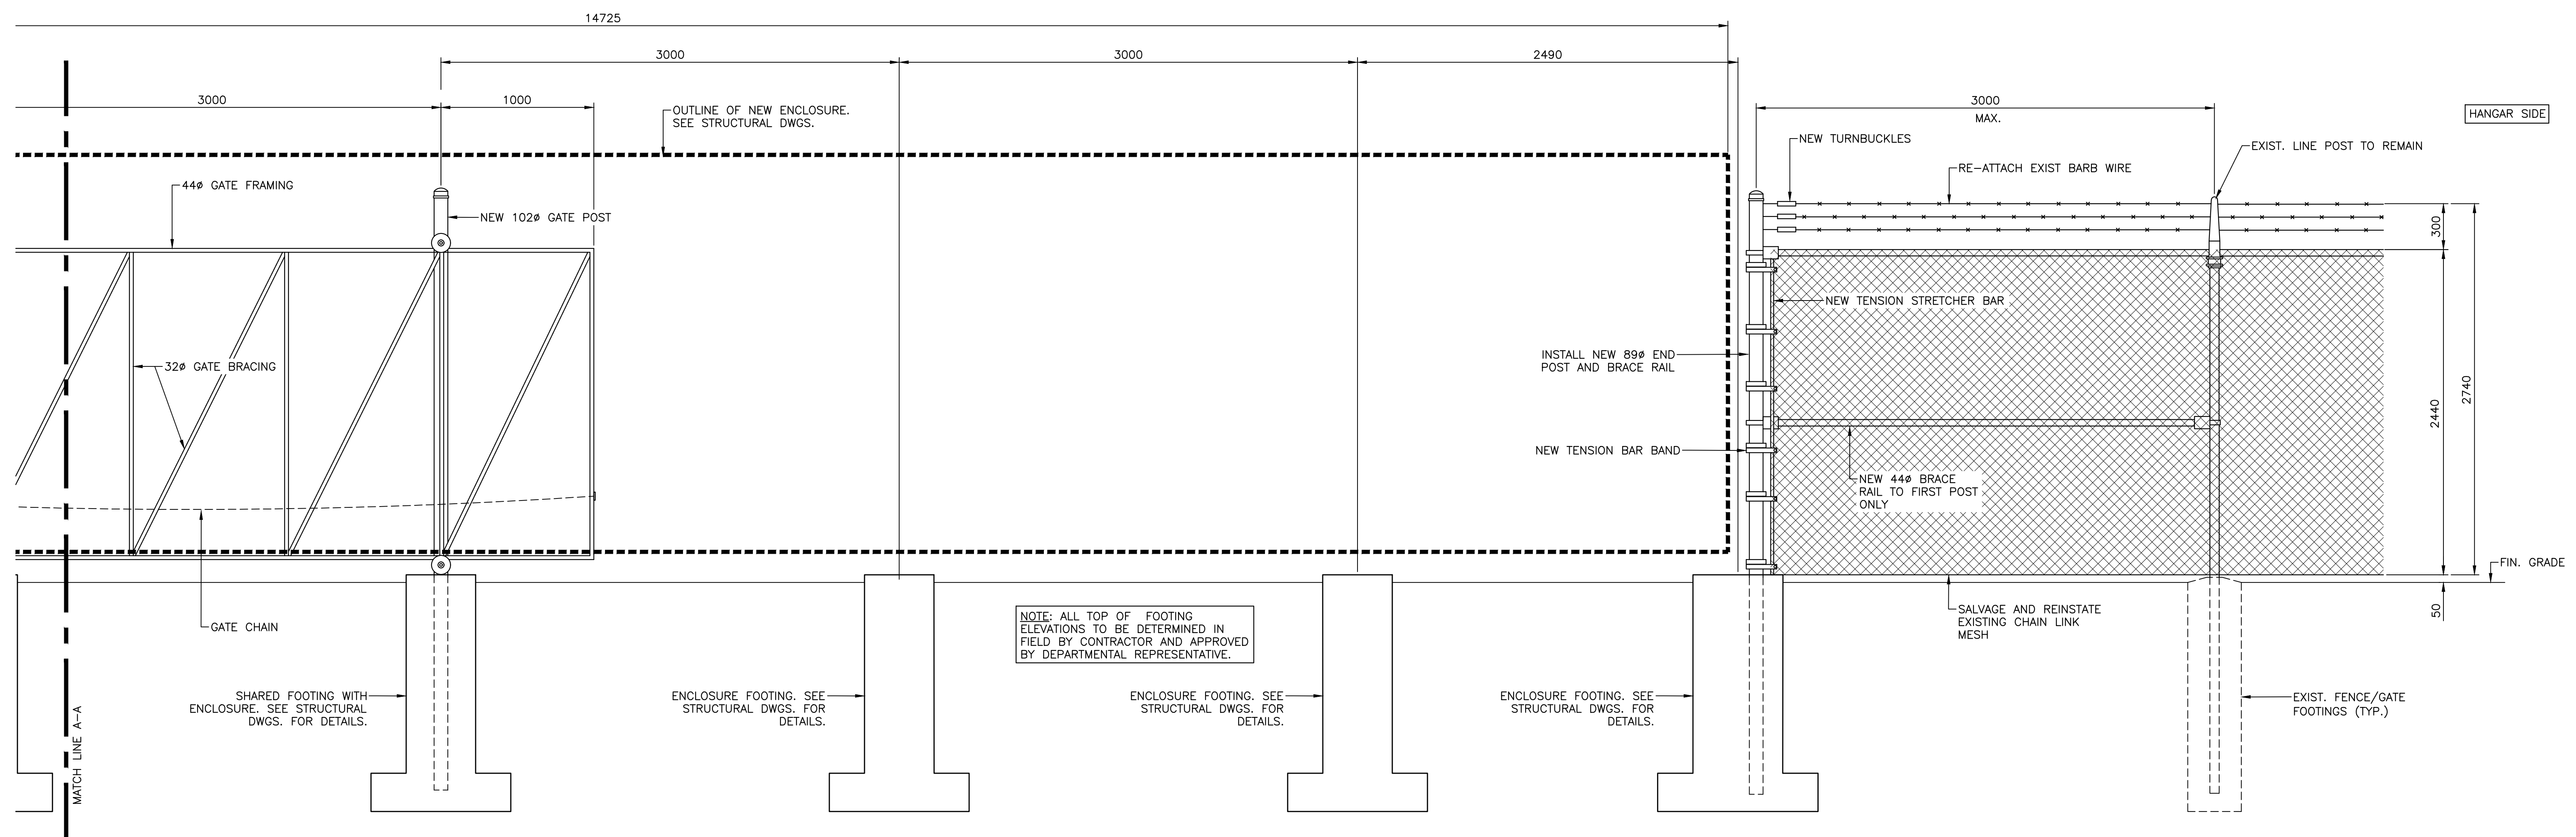 14725
3000
3000
2490
3000
1000
3000
MAX.
HANGAR SIDE
OUTLINE OF NEW ENCLOSURE.
SEE STRUCTURAL DWGS.
NEW TURNBUCKLES
EXIST. LINE POST TO REMAIN
RE-ATTACH EXIST BARB WIRE
44ø GATE FRAMING
NEW 102ø GATE POST
300
2740
2440
NEW TENSION STRETCHER BAR
INSTALL NEW 89ø END
POST AND BRACE RAIL
32ø GATE BRACING
NEW TENSION BAR BAND
NEW 44ø BRACE
RAIL TO FIRST POST
ONLY
FIN. GRADE
50
GATE CHAIN
NOTE: ALL TOP OF FOOTING
ELEVATIONS TO BE DETERMINED IN
FIELD BY CONTRACTOR AND APPROVED
BY DEPARTMENTAL REPRESENTATIVE.
SALVAGE AND REINSTATE
EXISTING CHAIN LINK
MESH
MATCH LINE A-A
SHARED FOOTING WITH
ENCLOSURE. SEE STRUCTURAL
DWGS. FOR DETAILS.
ENCLOSURE FOOTING. SEE
STRUCTURAL DWGS. FOR
DETAILS.
ENCLOSURE FOOTING. SEE
STRUCTURAL DWGS. FOR
DETAILS.
ENCLOSURE FOOTING. SEE
STRUCTURAL DWGS. FOR
DETAILS.
EXIST. FENCE/GATE
FOOTINGS (TYP.)